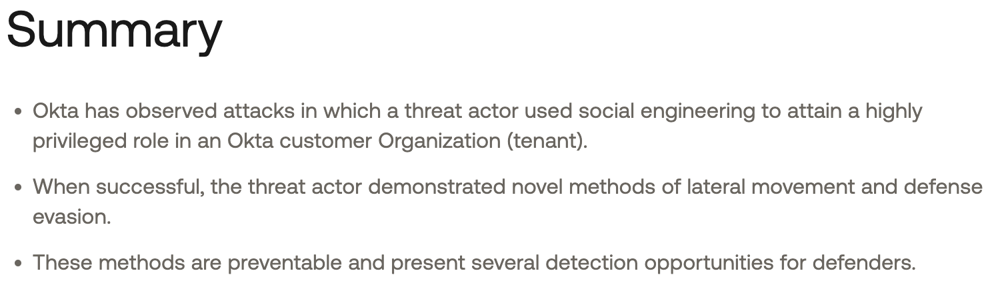 Summary
• Okta has observed attacks in which a threat actor used social engineering to attain a highly
privileged role in an Okta customer Organization (tenant).
• When successful, the threat actor demonstrated novel methods of lateral movement and defense
evasion.
• These methods are preventable and present several detection opportunities for defenders.